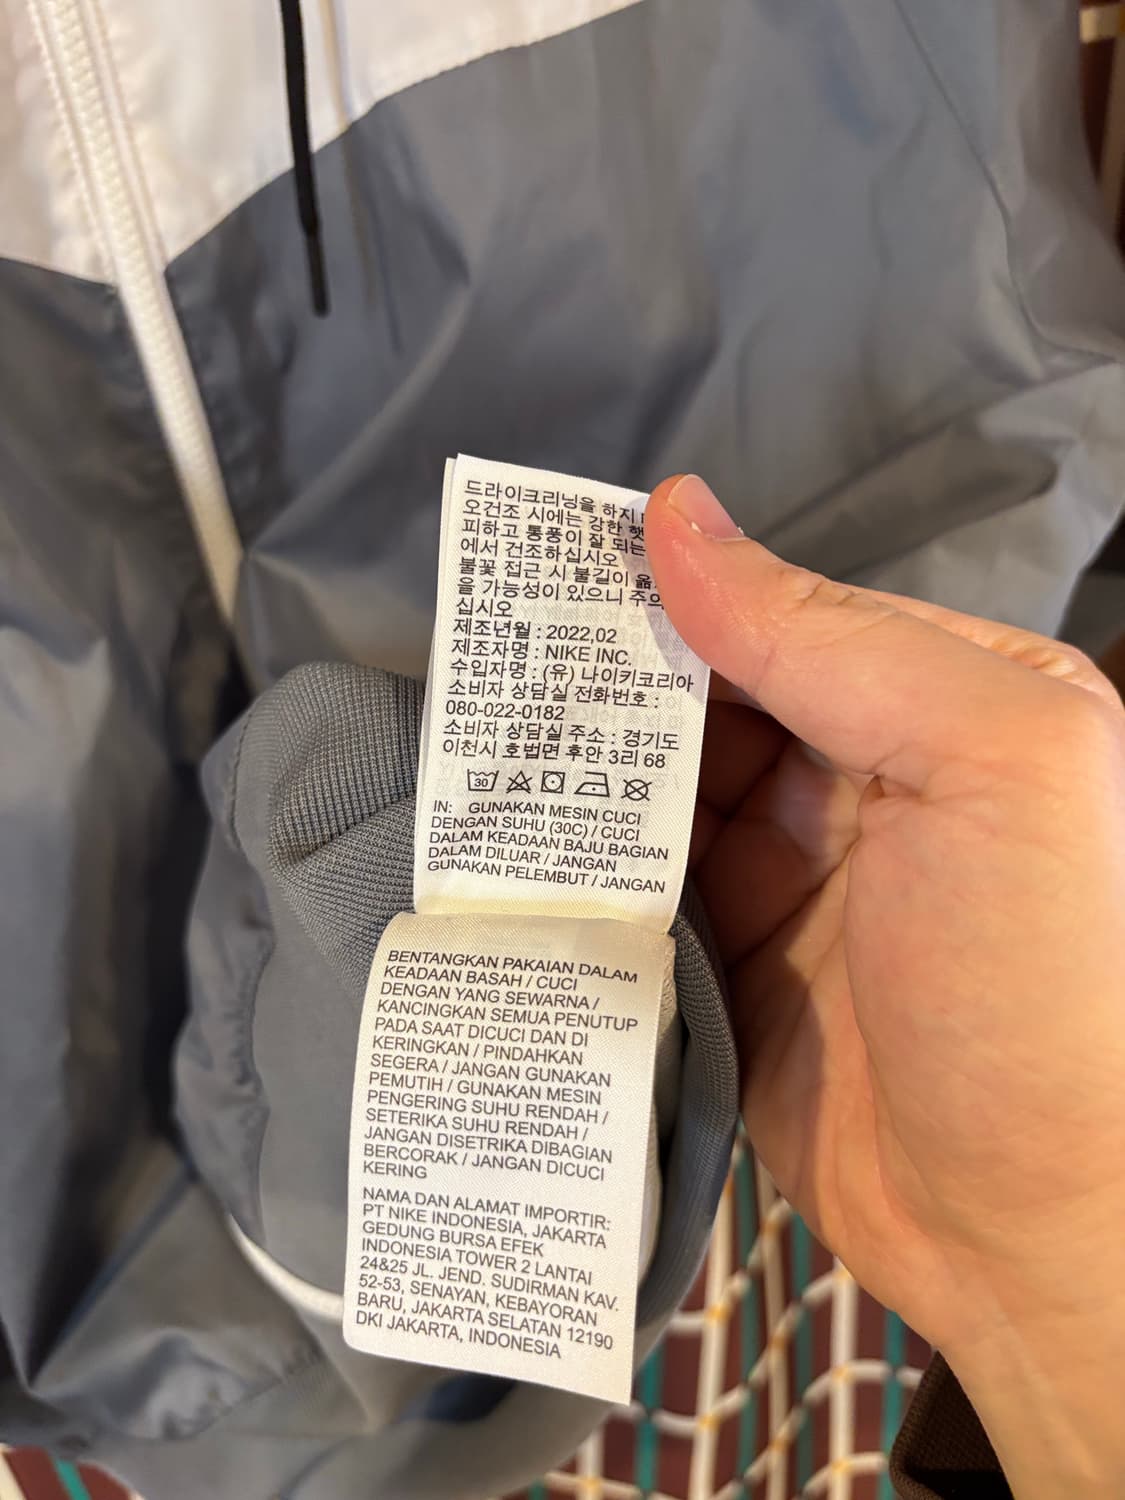 드라이크리닝을 하지
오건조 시에는 강한
피하고 통풍이 잘 되는
에서 건조하십시오
불꽃 접근 시 불길이
을 가능성이 있으니
십시오
제조년월 : 2022,02
제조자명 : NIKE INC.
수입자명 : (유) 나이키코리아
소비자 상담실 전화번호 :
080-022-0182
소비자 상담실 주소 : 경기도
이천시 호법면 후안 3리 68
30
IN: GUNAKAN MESIN CUCI
DENGAN SUHU (30C) / CUCI
DALAM KEADAAN BAJU BAGIAN
DALAM DILUAR / JANGAN
GUNAKAN PELEMBUT / JANGAN
BENTANGKAN PAKAIAN DALAM
KEADAAN BASAH / CUCI
DENGAN YANG SEWARNA /
KANCINGKAN SEMUA PENUTUP
PADA SAAT DICUCI DAN DI
KERINGKAN / PINDAHKAN
SEGERA / JANGAN GUNAKAN
PEMUTIH / GUNAKAN MESIN
PENGERING SUHU RENDAH /
SETERIKA SUHU RENDAH /
JANGAN DISETRIKA DIBAGIAN
BERCORAK / JANGAN DICUCI
KERING
NAMA DAN ALAMAT IMPORTIR:
PT NIKE INDONESIA, JAKARTA
GEDUNG BURSA EFEK
INDONESIA TOWER 2 LANTAI
24&25 JL. JEND. SUDIRMAN KAV.
52-53, SENAYAN, KEBAYORAN
BARU, JAKARTA SELATAN 12190
DKI JAKARTA, INDONESIA